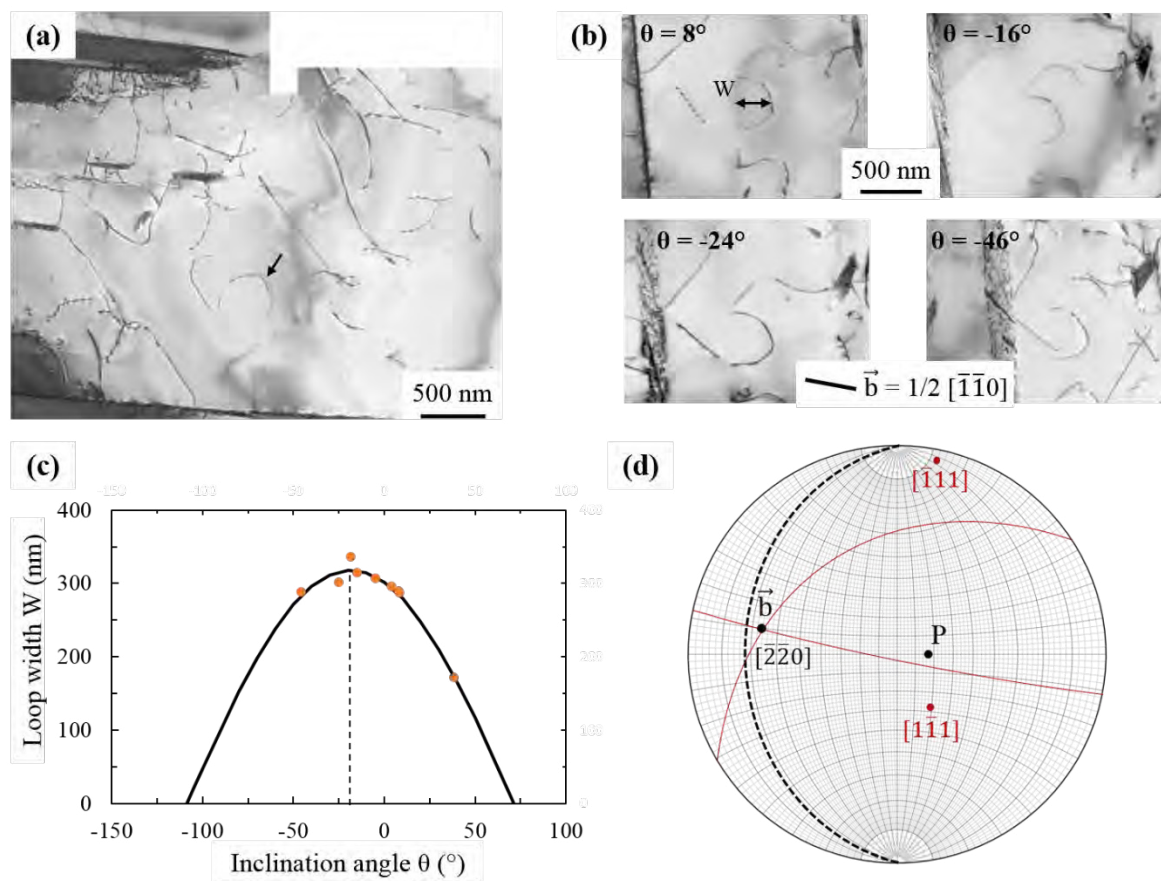 (a)
500 nm
(b)
θ = 8°
W
θ = -16°
500 nm
θ = -24°
θ = -46°
b⃗ = 1/2 [1̅1̅0]
(c)
-150 -100 -50 0 50 100
400 400
300 300
200 200
100 100
0 0
-150 -100 -50 0 50 100
Loop width W (nm)
Inclination angle θ (°)
(d)
[1̅11]
b⃗
P
[2̅2̅0]
[11̅1]